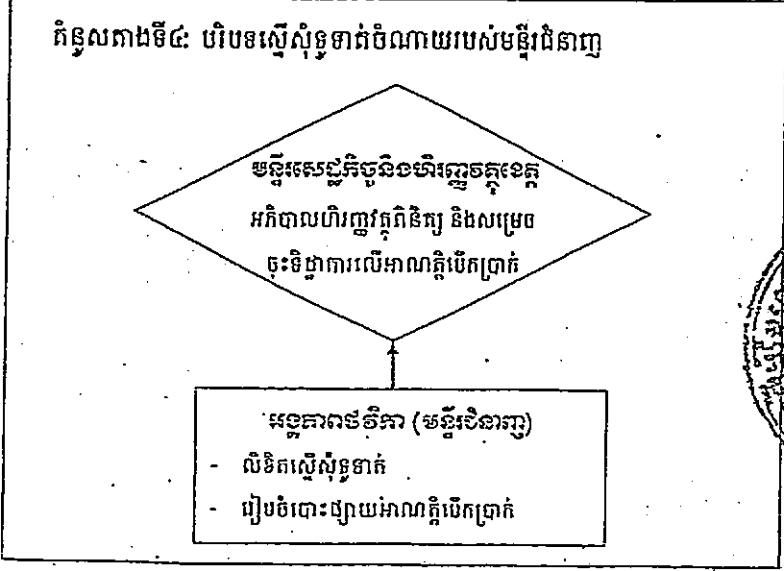 គំនូសតាងទី៤: បរិបទស្នើសុំទូទាត់ចំណាយរបស់មន្ទីរជំនាញ
មន្ទីរសេដ្ឋកិច្ចនិងហិរញ្ញវត្ថុខេត្ត
អភិបាលហិរញ្ញវត្ថុពិនិត្យ និងសម្រេច
ចុះទិដ្ឋាការលើអាណត្តិបើកប្រាក់
អង្គភាពថវិកា (មន្ទីរជំនាញ)
- លិខិតស្នើសុំទូទាត់
- រៀបចំបោះផ្សាយអាណត្តិបើកប្រាក់